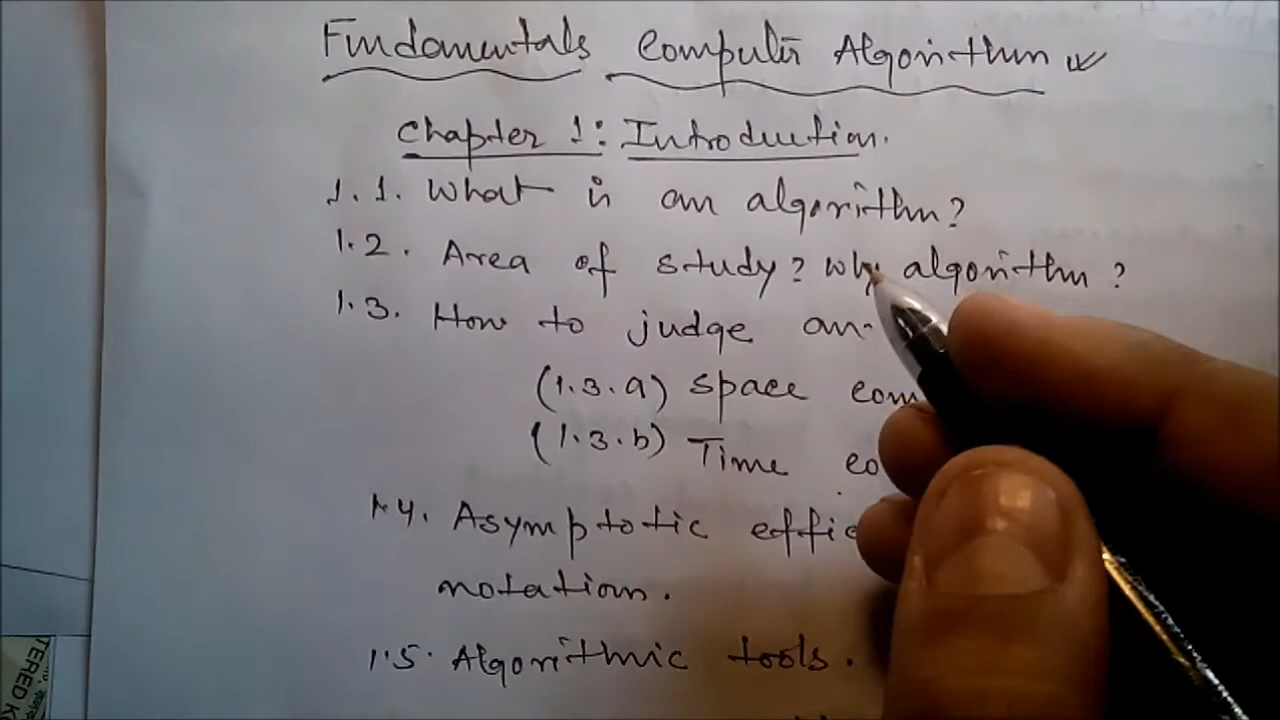 Fundamentals Computer Algorithm
Chapter 1: Introduction.
1.1. What is an algorithm?
1.2. Area of study? Why algorithm?
1.3. How to judge an
(1.3.a) Space com
(1.3.b) Time co
1.4. Asymptotic effic
notation.
1.5. Algorithmic tools.
TERED